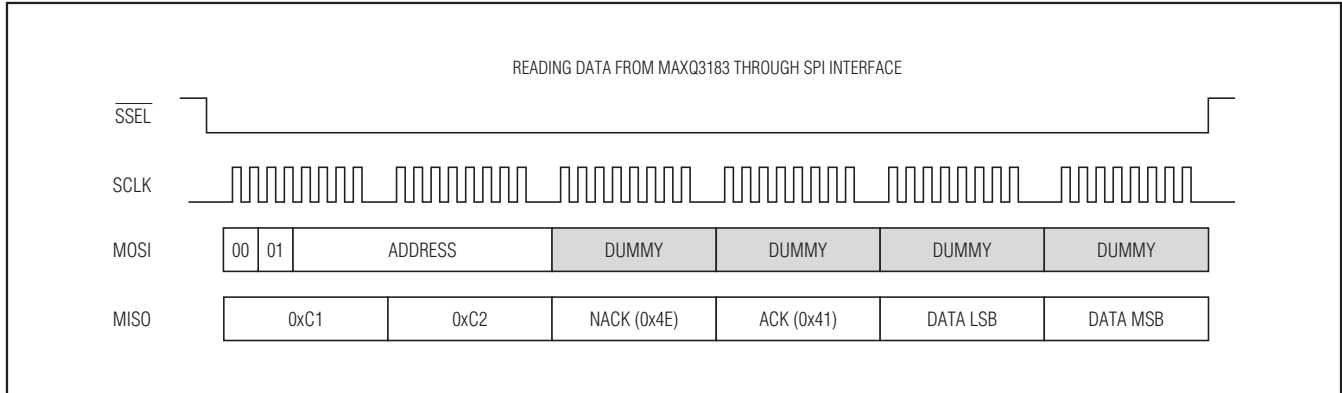 READING DATA FROM MAXQ3183 THROUGH SPI INTERFACE
SSEL
SCLK
MOSI 00 01 ADDRESS DUMMY DUMMY DUMMY DUMMY
MISO 0xC1 0xC2 NACK (0x4E) ACK (0x41) DATA LSB DATA MSB